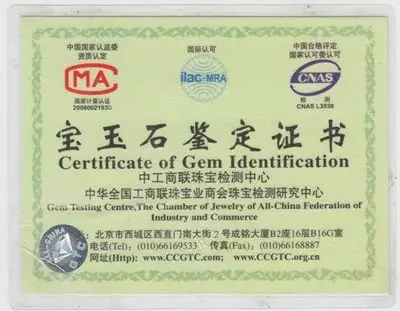 中国国家认监委
资质认定
国际认可
中国合格评定
国家认可委认可
MA
ilac-MRA
CNAS
国家计量认证
检 测
CNAS L3538
宝玉石鉴定证书
Certificate of Gem Identification
中工商联珠宝检测中心
中华全国工商联珠宝业商会珠宝检测研究中心
Gem Testing Centre,The Chamber of Jewelry of All-China Federation of
Industry and Commerce
址: 北京市西城区西直门南大街2号成铭大厦B2座16层B16G室
电话(Tel): (010)66169533 传真(Fax): (010)66168887
网址(Http): www.CCGTC.com www.CCGTC.org.cn